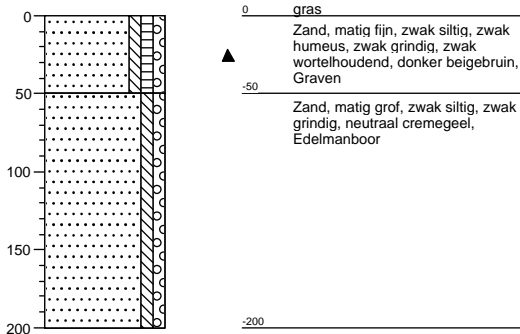 0
50
100
150
200
0
gras
Zand, matig fijn, zwak siltig, zwak
humeus, zwak grindig, zwak
wortelhoudend, donker beigebruin,
Graven
-50
Zand, matig grof, zwak siltig, zwak
grindig, neutraal cremegeel,
Edelmanboor
-200